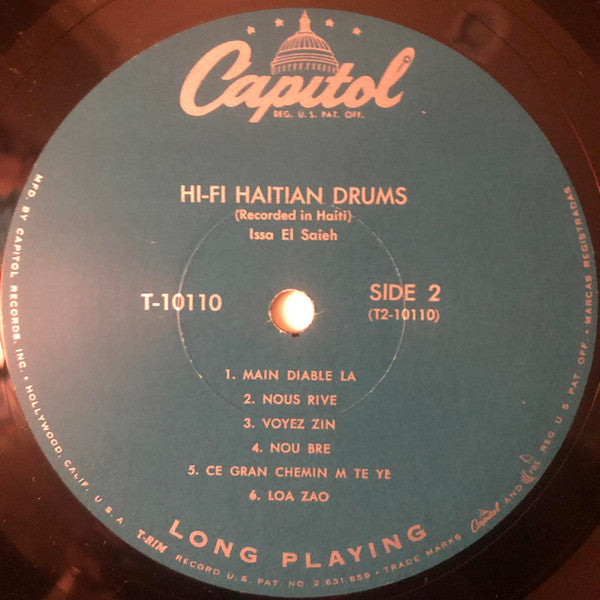 Capitol
REG. U.S. PAT. OFF.
HI-FI HAITIAN DRUMS
(Recorded in Haiti)
Issa El Saieh
T-10110
SIDE 2
(T2-10110)
1. MAIN DIABLE LA
2. NOUS RIVE
3. VOYEZ ZIN
4. NOU BRE
5. CE GRAN CHEMIN M TE YE
6. LOA ZAO
LONG PLAYING
MFD. BY CAPITOL RECORDS, INC. • HOLLYWOOD, CALIF. U.S.A.
T-RIM RECORD U.S. PAT NO 2 631 859 • TRADE MARKS Capitol AND REG U.S. PAT OFF • MARCAS REGISTRADAS